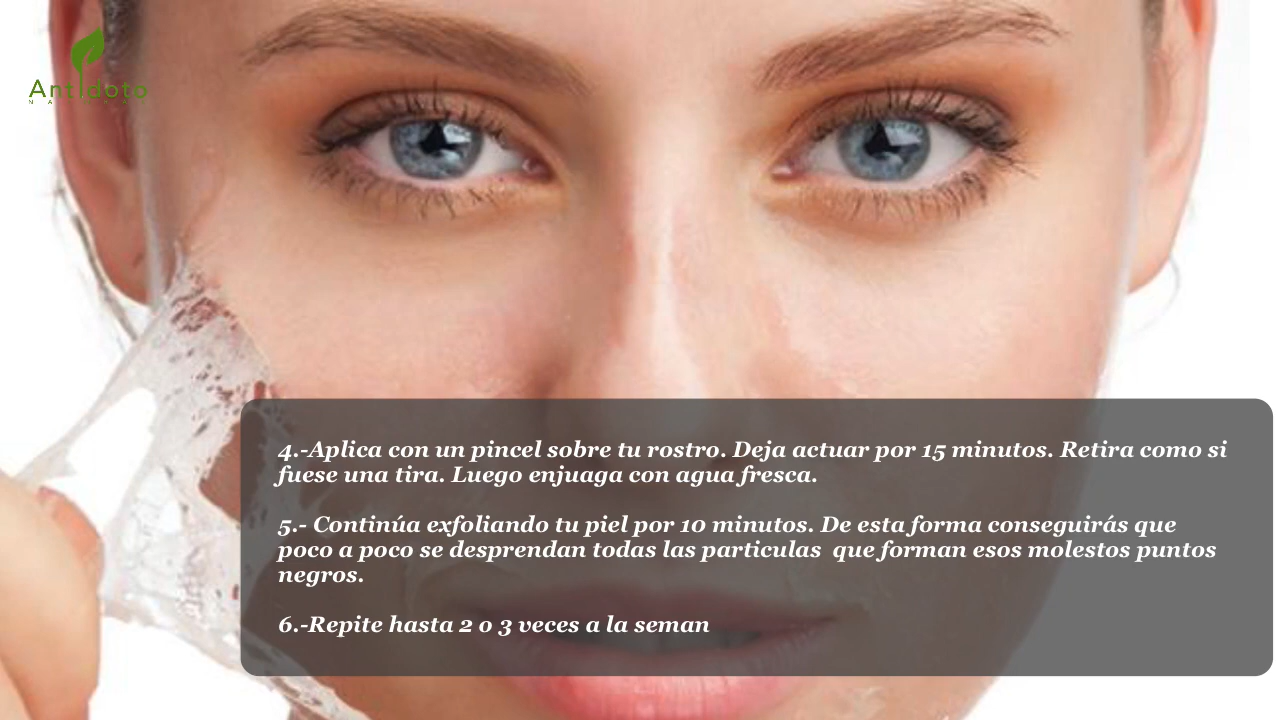 Antidoto
4.-Aplica con un pincel sobre tu rostro. Deja actuar por 15 minutos. Retira como si
fuese una tira. Luego enjuaga con agua fresca.
5.- Continúa exfoliando tu piel por 10 minutos. De esta forma conseguirás que
poco a poco se desprendan todas las particulas  que forman esos molestos puntos
negros.
6.-Repite hasta 2 o 3 veces a la seman